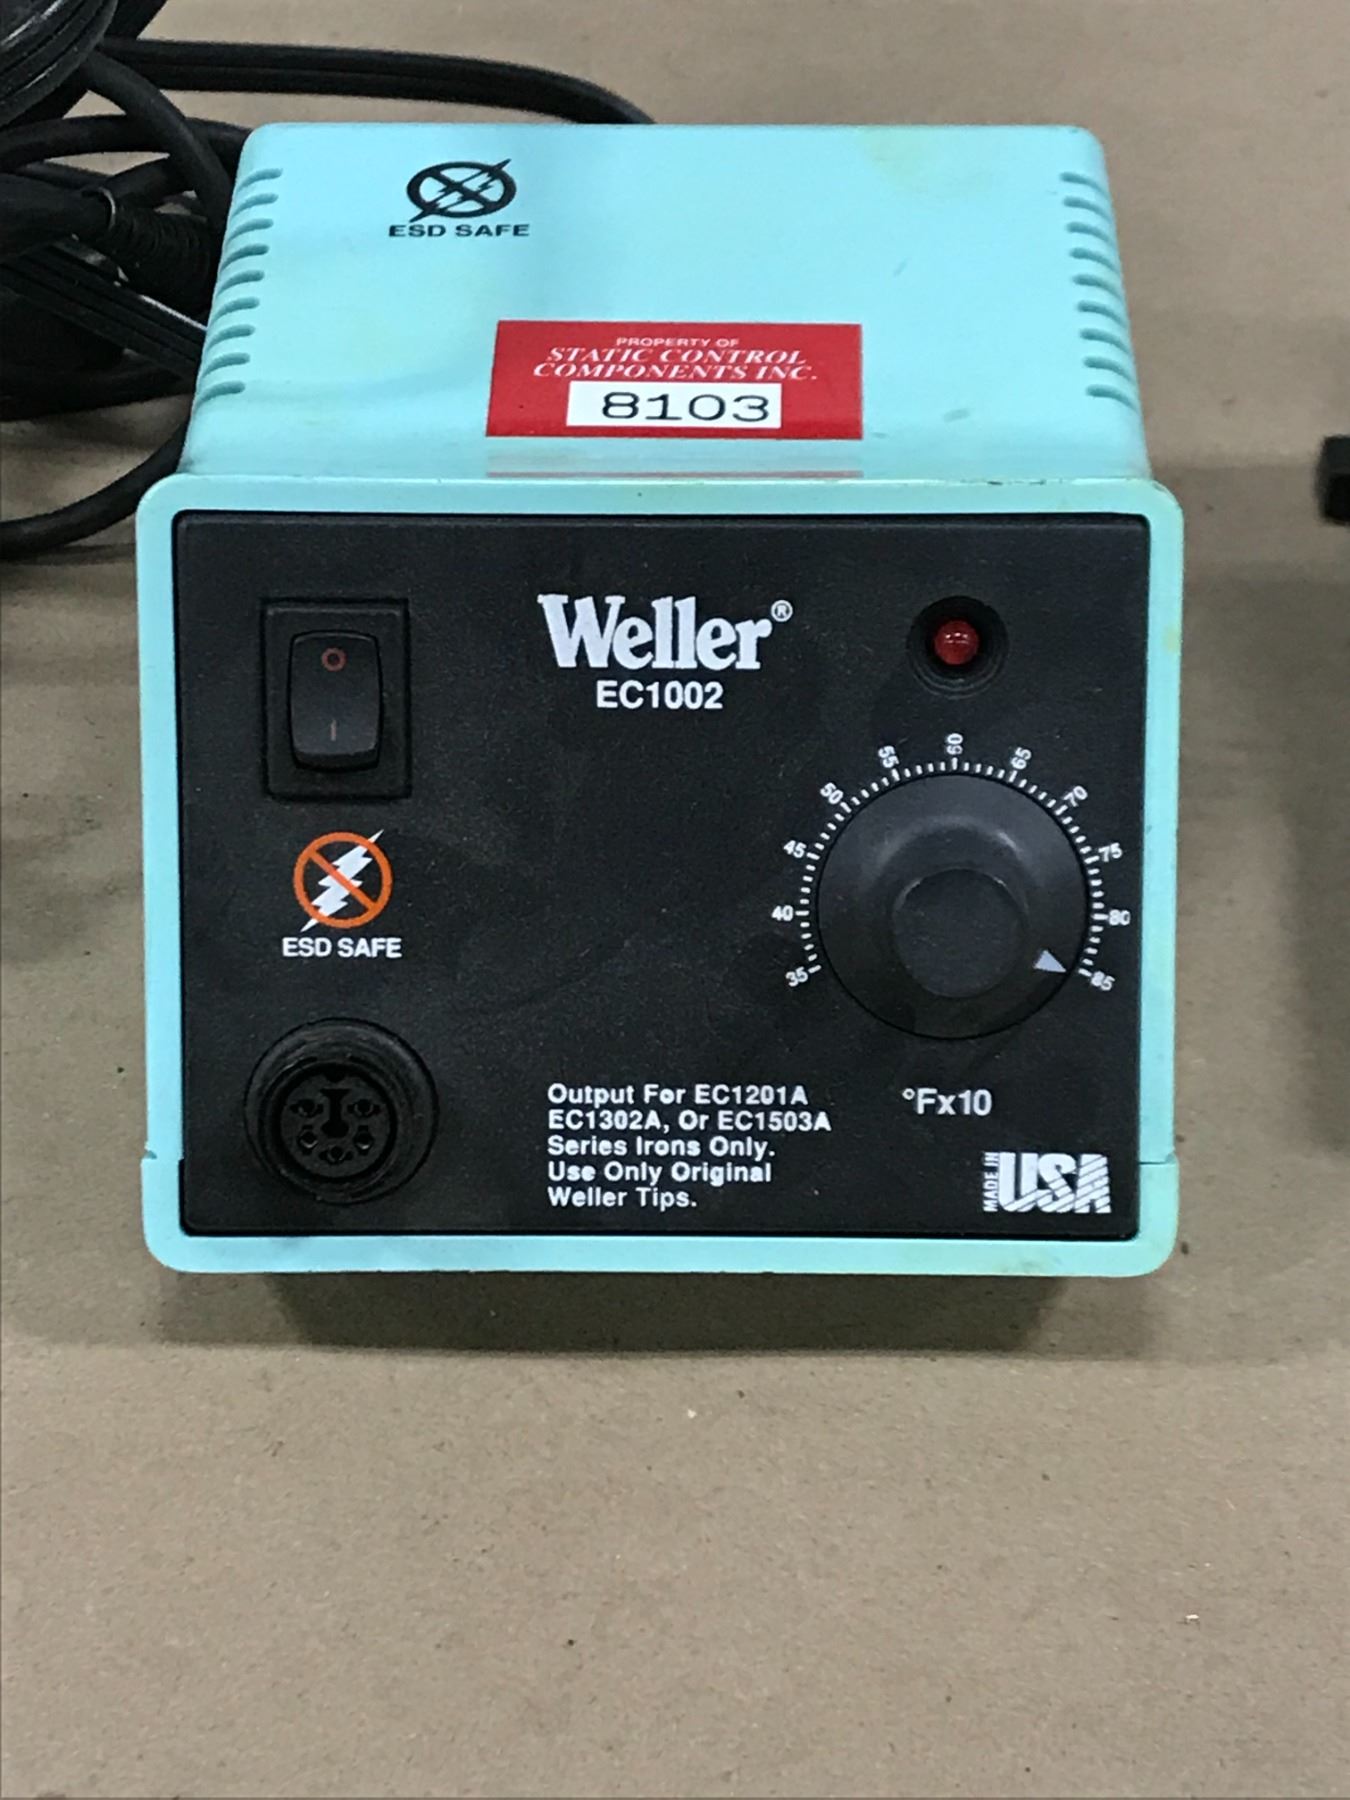 ESD SAFE
PROPERTY OF
STATIC CONTROL
COMPONENTS INC.
8103
Weller®
EC1002
O
I
ESD SAFE
35
40
45
50
55
60
65
70
75
80
85
°Fx10
Output For EC1201A
EC1302A, Or EC1503A
Series Irons Only.
Use Only Original
Weller Tips.
MADE IN
USA